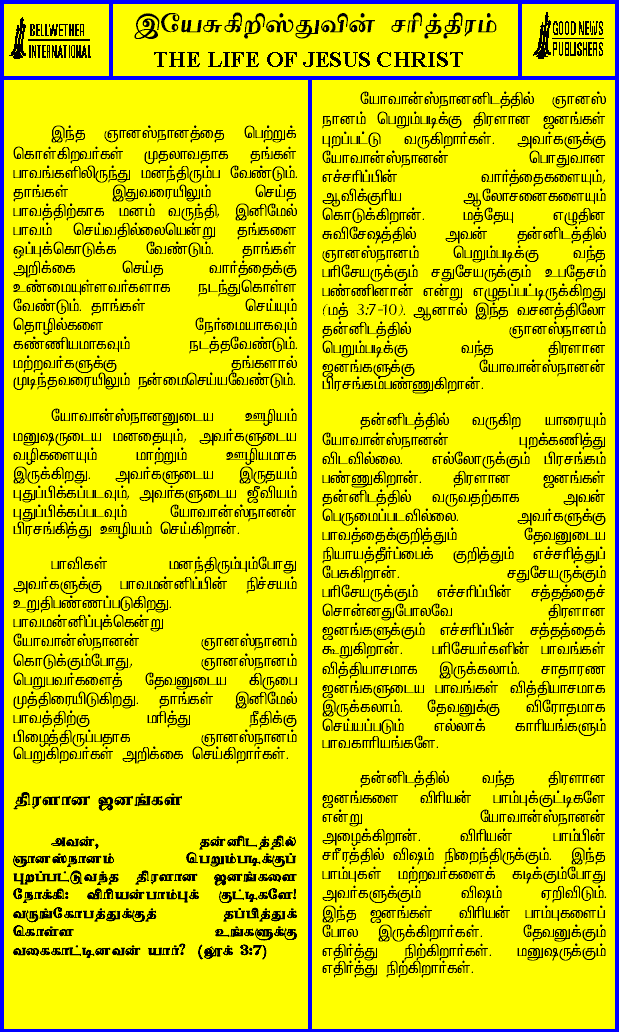 BELLWETHER
INTERNATIONAL
இயேசுகிறிஸ்துவின் சரித்திரம்
THE LIFE OF JESUS CHRIST
GOOD NEWS
PUBLISHERS
இந்த ஞானஸ்நானத்தை பெற்றுக்
கொள்கிறவர்கள் முதலாவதாக தங்கள்
பாவங்களிலிருந்து மனந்திரும்ப வேண்டும்.
தாங்கள் இதுவரையிலும் செய்த
பாவத்திற்காக மனம் வருந்தி, இனிமேல்
பாவம் செய்வதில்லையென்று தங்களை
ஒப்புக்கொடுக்க வேண்டும். தாங்கள்
அறிக்கை செய்த வார்த்தைக்கு
உண்மையுள்ளவர்களாக நடந்துகொள்ள
வேண்டும். தாங்கள் செய்யும்
தொழில்களை நேர்மையாகவும்
கண்ணியமாகவும் நடத்தவேண்டும்.
மற்றவர்களுக்கு தங்களால்
முடிந்தவரையிலும் நன்மைசெய்யவேண்டும்.
யோவான்ஸ்நானனுடைய ஊழியம்
மனுஷருடைய மனதையும், அவர்களுடைய
வழிகளையும் மாற்றும் ஊழியமாக
இருக்கிறது. அவர்களுடைய இருதயம்
புதுப்பிக்கப்படவும், அவர்களுடைய ஜீவியம்
புதுப்பிக்கப்படவும் யோவான்ஸ்நானன்
பிரசங்கித்து ஊழியம் செய்கிறான்.
பாவிகள் மனந்திரும்பும்போது
அவர்களுக்கு பாவமன்னிப்பின் நிச்சயம்
உறுதிபண்ணப்படுகிறது.
பாவமன்னிப்புக்கென்று
யோவான்ஸ்நானன் ஞானஸ்நானம்
கொடுக்கும்போது, ஞானஸ்நானம்
பெறுபவர்களைத் தேவனுடைய கிருபை
முத்திரையிடுகிறது. தாங்கள் இனிமேல்
பாவத்திற்கு மரித்து நீதிக்கு
பிழைத்திருப்பதாக ஞானஸ்நானம்
பெறுகிறவர்கள் அறிக்கை செய்கிறார்கள்.
திரளான ஜனங்கள்
அவன், தன்னிடத்தில்
ஞானஸ்நானம் பெறும்படிக்குப்
புறப்பட்டுவந்த திரளான ஜனங்களை
நோக்கி: விரியன்பாம்புக் குட்டிகளே!
வருங்கோபத்துக்குத் தப்பித்துக்
கொள்ள உங்களுக்கு
வகைகாட்டினவன் யார்? (லூக் 3:7)
யோவான்ஸ்நானனிடத்தில் ஞானஸ்
நானம் பெறும்படிக்கு திரளான ஜனங்கள்
புறப்பட்டு வருகிறார்கள். அவர்களுக்கு
யோவான்ஸ்நானன் பொதுவான
எச்சரிப்பின் வார்த்தைகளையும்,
ஆவிக்குரிய ஆலோசனைகளையும்
கொடுக்கிறான். மத்தேயு எழுதின
சுவிசேஷத்தில் அவன் தன்னிடத்தில்
ஞானஸ்நானம் பெறும்படிக்கு வந்த
பரிசேயருக்கும் சதுசேயருக்கும் உபதேசம்
பண்ணினான் என்று எழுதப்பட்டிருக்கிறது
(மத் 3:7-10). ஆனால் இந்த வசனத்திலோ
தன்னிடத்தில் ஞானஸ்நானம்
பெறும்படிக்கு வந்த திரளான
ஜனங்களுக்கு யோவான்ஸ்நானன்
பிரசங்கம்பண்ணுகிறான்.
தன்னிடத்தில் வருகிற யாரையும்
யோவான்ஸ்நானன் புறக்கணித்து
விடவில்லை. எல்லோருக்கும் பிரசங்கம்
பண்ணுகிறான். திரளான ஜனங்கள்
தன்னிடத்தில் வருவதற்காக அவன்
பெருமைப்படவில்லை. அவர்களுக்கு
பாவத்தைக்குறித்தும் தேவனுடைய
நியாயத்தீர்ப்பைக் குறித்தும் எச்சரித்துப்
பேசுகிறான். சதுசேயருக்கும்
பரிசேயருக்கும் எச்சரிப்பின் சத்தத்தைச்
சொன்னதுபோலவே திரளான
ஜனங்களுக்கும் எச்சரிப்பின் சத்தத்தைக்
கூறுகிறான். பரிசேயர்களின் பாவங்கள்
வித்தியாசமாக இருக்கலாம். சாதாரண
ஜனங்களுடைய பாவங்கள் வித்தியாசமாக
இருக்கலாம். தேவனுக்கு விரோதமாக
செய்யப்படும் எல்லாக் காரியங்களும்
பாவகாரியங்களே.
தன்னிடத்தில் வந்த திரளான
ஜனங்களை விரியன் பாம்புக்குட்டிகளே
என்று யோவான்ஸ்நானன்
அழைக்கிறான். விரியன் பாம்பின்
சரீரத்தில் விஷம் நிறைந்திருக்கும். இந்த
பாம்புகள் மற்றவர்களைக் கடிக்கும்போது
அவர்களுக்கும் விஷம் ஏறிவிடும்.
இந்த ஜனங்கள் விரியன் பாம்புகளைப்
போல இருக்கிறார்கள். தேவனுக்கும்
எதிர்த்து நிற்கிறார்கள். மனுஷருக்கும்
எதிர்த்து நிற்கிறார்கள்.